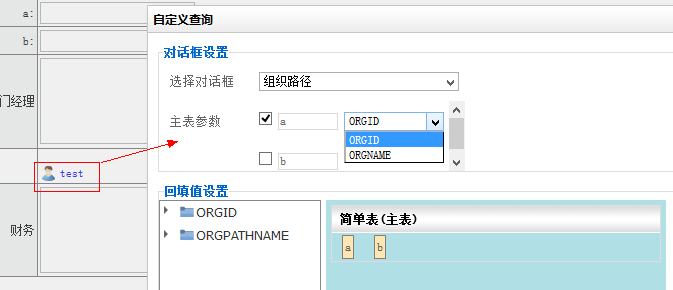 a:
b:
门经理
test
财务
自定义查询
对话框设置
选择对话框 组织路径
主表参数 a ORGID
ORGID
ORGNAME
b
回填值设置
ORGID
ORGPATHNAME
简单表(主表)
a b